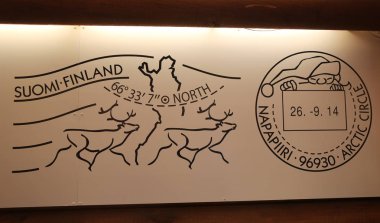 SUOMI·FINLAND
66° 33' 7" ⊙ NORTH
26. -9. 14
NAPAPIIRI · 96930 · ARCTIC CIRCLE